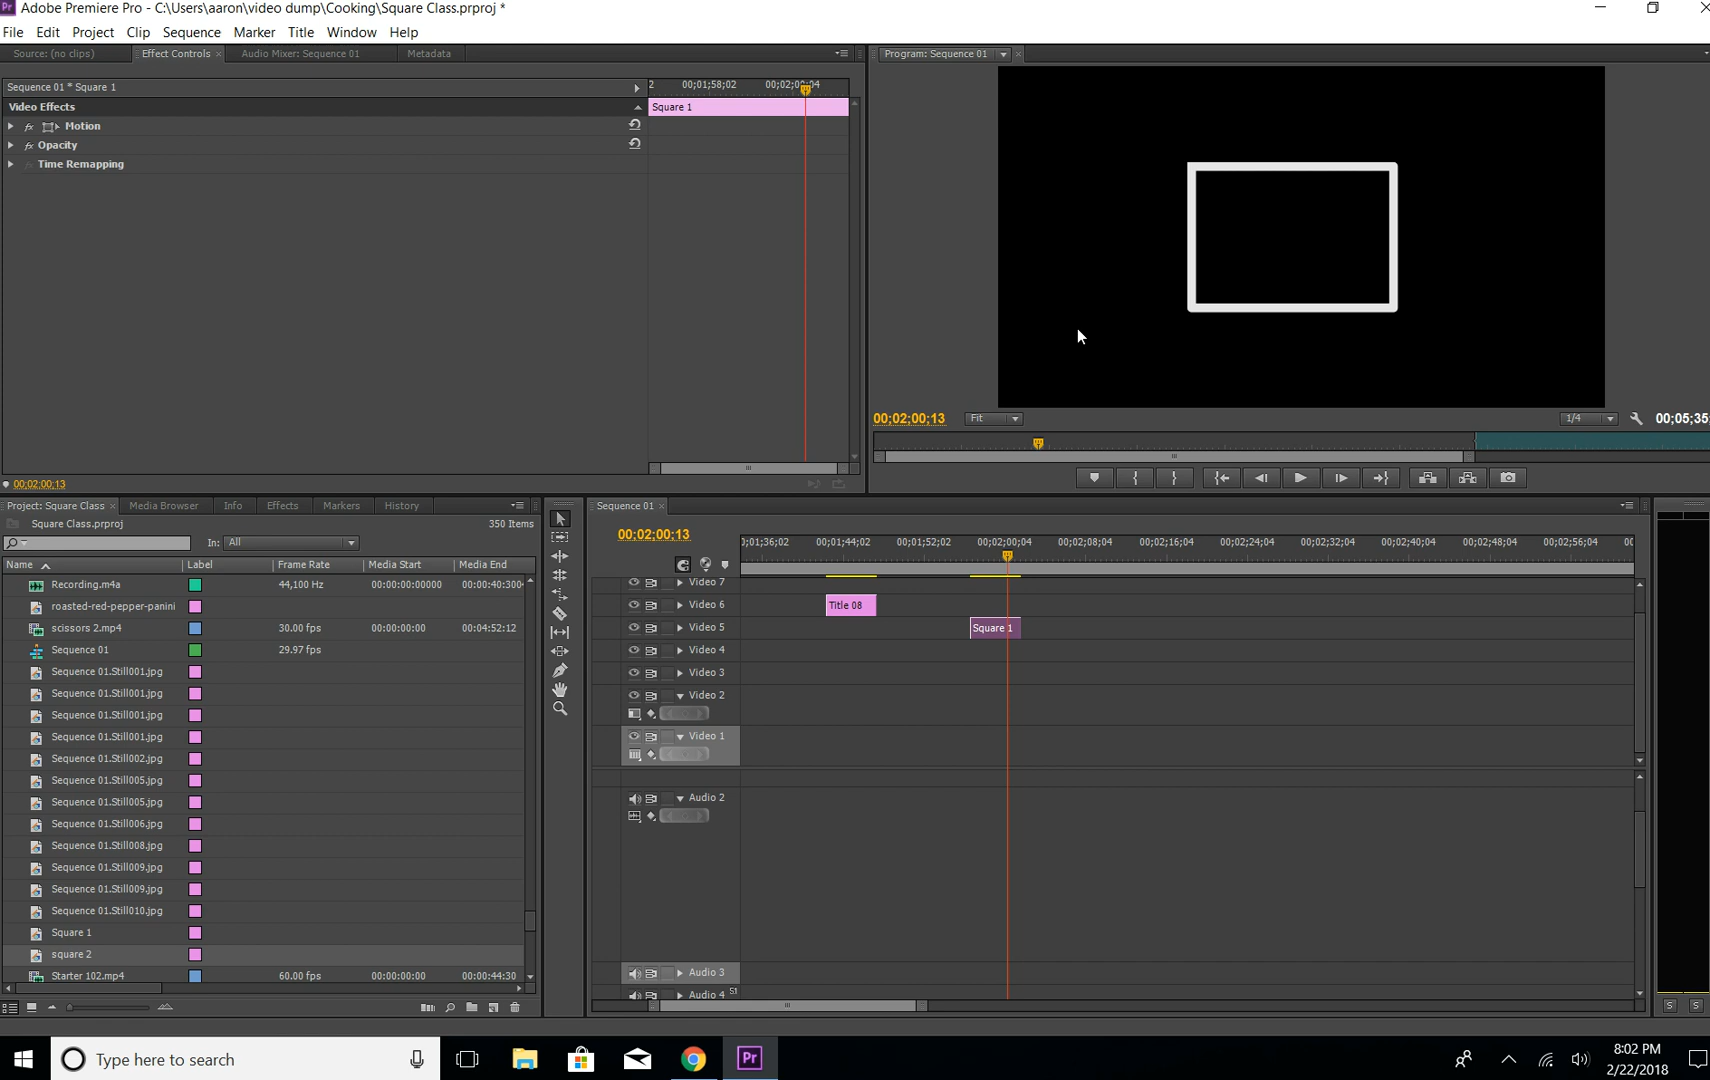 Pr Adobe Premiere Pro - C:\Users\aaron\video dump\Cooking\Square Class.prproj *
File Edit Project Clip Sequence Marker Title Window Help
Source: (no clips) Effect Controls × Audio Mixer: Sequence 01 Metadata
Program: Sequence 01
Sequence 01 * Square 1
2 00;01;58;02 00;02;00;04
Video Effects
Square 1
fx Motion
fx Opacity
Time Remapping
00;02;00;13 Fit 1/4 00;05;35;
00;02;00;13
Project: Square Class × Media Browser Info Effects Markers History
Square Class.prproj 350 Items
In: All
Name Label Frame Rate Media Start Media End
Recording.m4a 44,100 Hz 00:00:00:00000 00:00:40:300
roasted-red-pepper-panini
scissors 2.mp4 30.00 fps 00:00:00:00 00:04:52:12
Sequence 01 29.97 fps
Sequence 01.Still001.jpg
Sequence 01.Still001.jpg
Sequence 01.Still001.jpg
Sequence 01.Still001.jpg
Sequence 01.Still002.jpg
Sequence 01.Still005.jpg
Sequence 01.Still005.jpg
Sequence 01.Still006.jpg
Sequence 01.Still008.jpg
Sequence 01.Still009.jpg
Sequence 01.Still009.jpg
Sequence 01.Still010.jpg
Square 1
square 2
Starter 102.mp4 60.00 fps 00:00:00:00 00:00:44:30
Sequence 01 ×
00;02;00;13
;01;36;02 00;01;44;02 00;01;52;02 00;02;00;04 00;02;08;04 00;02;16;04 00;02;24;04 00;02;32;04 00;02;40;04 00;02;48;04 00;02;56;04 00
Video 7
Video 6 Title 08
Video 5 Square 1
Video 4
Video 3
Video 2
Video 1
Audio 2
Audio 3
Audio 4 S1
S S
Type here to search
Pr
8:02 PM
2/22/2018